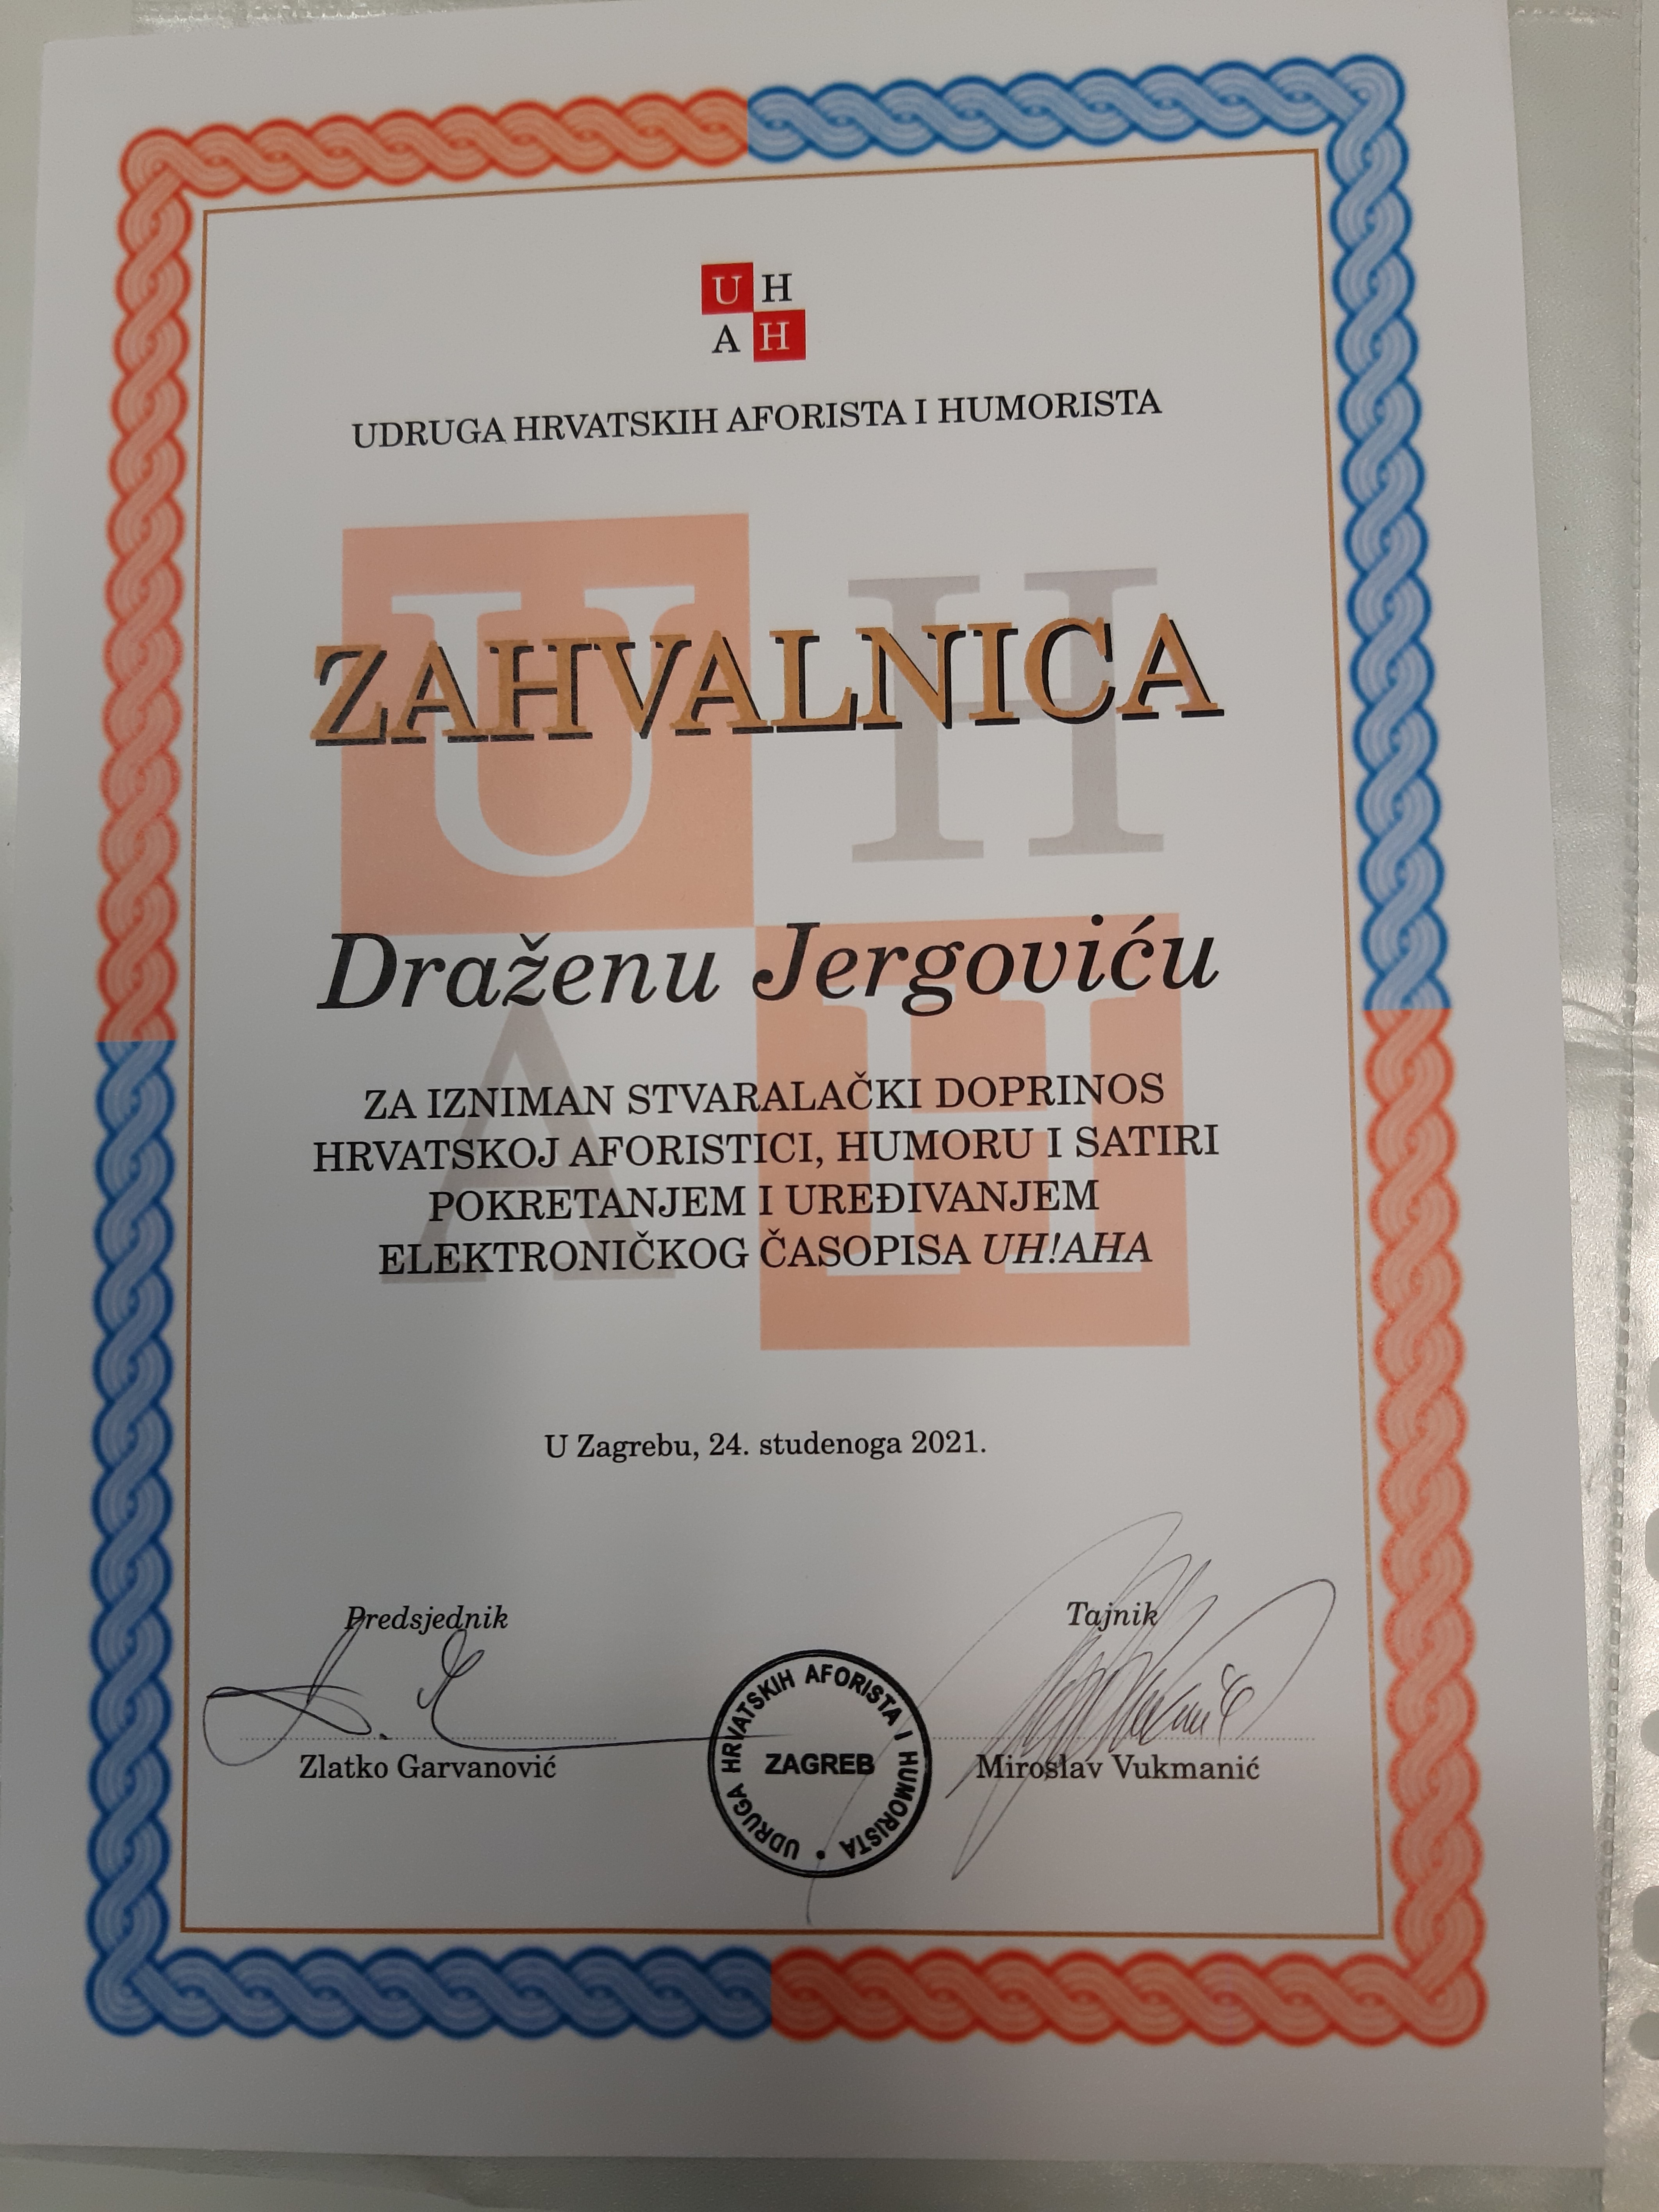 U H
A H
UDRUGA HRVATSKIH AFORISTA I HUMORISTA
U H
ZAHVALNICA
Draženu Jergoviću
A H
ZA IZNIMAN STVARALAČKI DOPRINOS
HRVATSKOJ AFORISTICI, HUMORU I SATIRI
POKRETANJEM I UREĐIVANJEM
ELEKTRONIČKOG ČASOPISA UH!AHA
U Zagrebu, 24. studenoga 2021.
Predsjednik
Tajnik
Zlatko Garvanović
Miroslav Vukmanić
UDRUGA HRVATSKIH AFORISTA I HUMORISTA •
ZAGREB